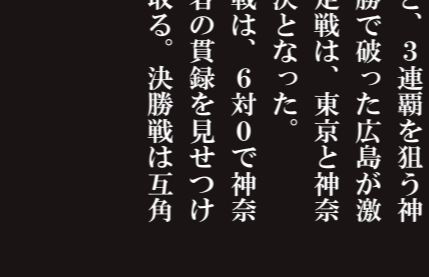 、3連覇を狙う神
勝で破った広島が激
定戦は、東京と神奈
決となった。
戦は、6対0で神奈
者の貫録を見せつけ
取る。決勝戦は互角